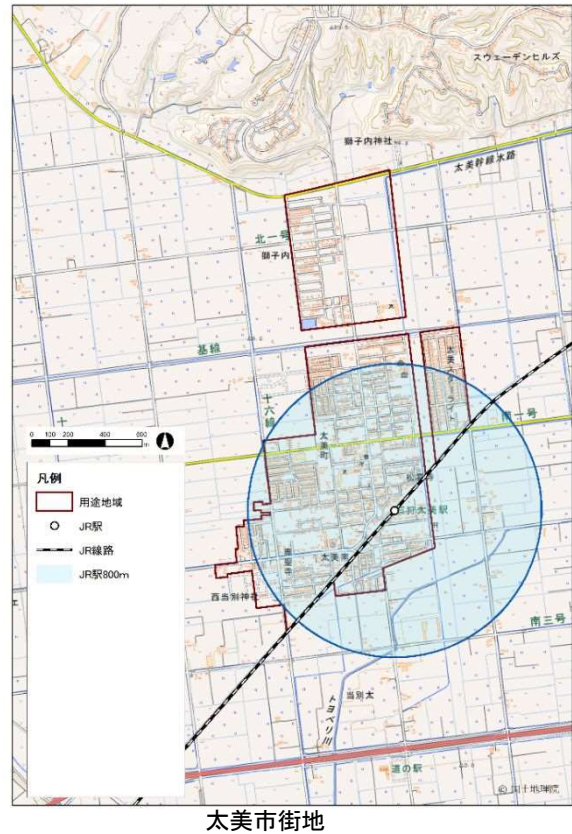 スウェーデンヒルズ
獅子内神社
太美幹線水路
北一号
獅子内
基線
太美スターライト
十
十六線
南一号
太美町
0 100 200 400 600
m
凡例
用途地域
JR駅
JR線路
JR駅800m
石狩太美駅
太美南
西当別神社
南三号
当別太
トヨベリ川
道の駅
© 国土地理院
太美市街地